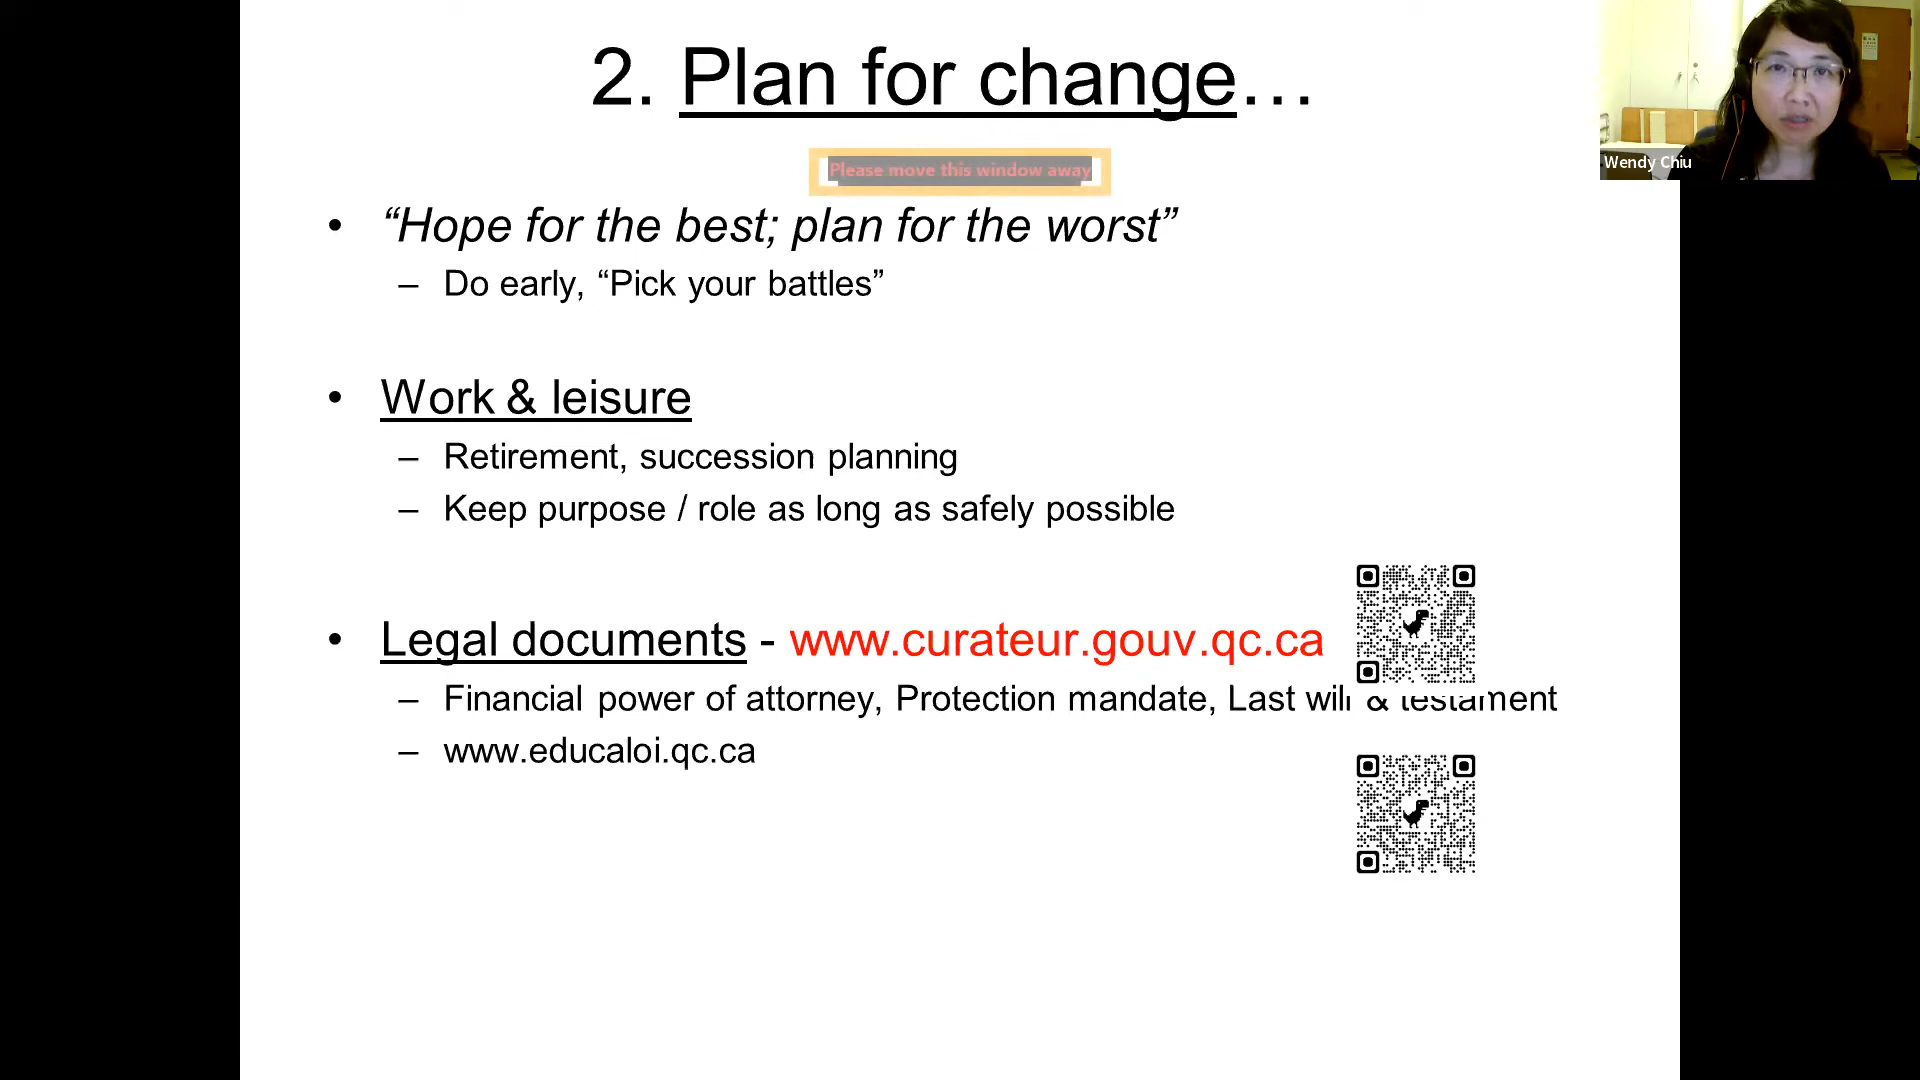 2. Plan for change…
Wendy Chiu
Please move this window away
• “Hope for the best; plan for the worst”
– Do early, “Pick your battles”
• Work & leisure
– Retirement, succession planning
– Keep purpose / role as long as safely possible
• Legal documents - www.curateur.gouv.qc.ca
– Financial power of attorney, Protection mandate, Last will & testament
– www.educaloi.qc.ca